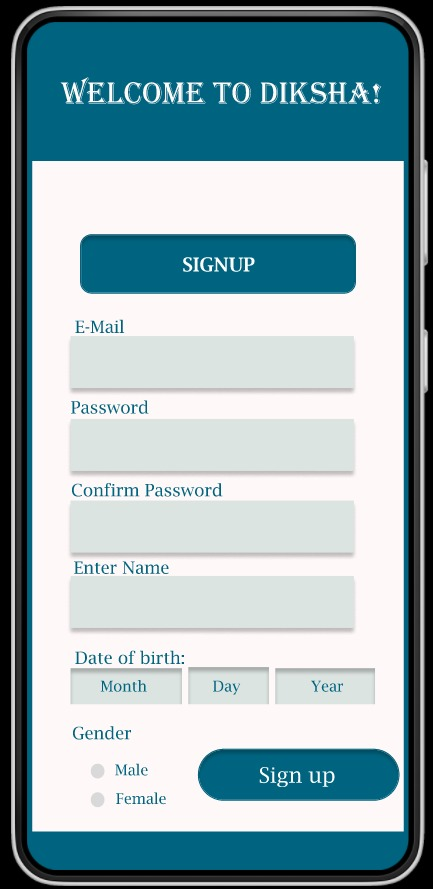 WELCOME TO DIKSHA!
SIGNUP
E-Mail
Password
Confirm Password
Enter Name
Date of birth:
Month Day Year
Gender
Male
Sign up
Female